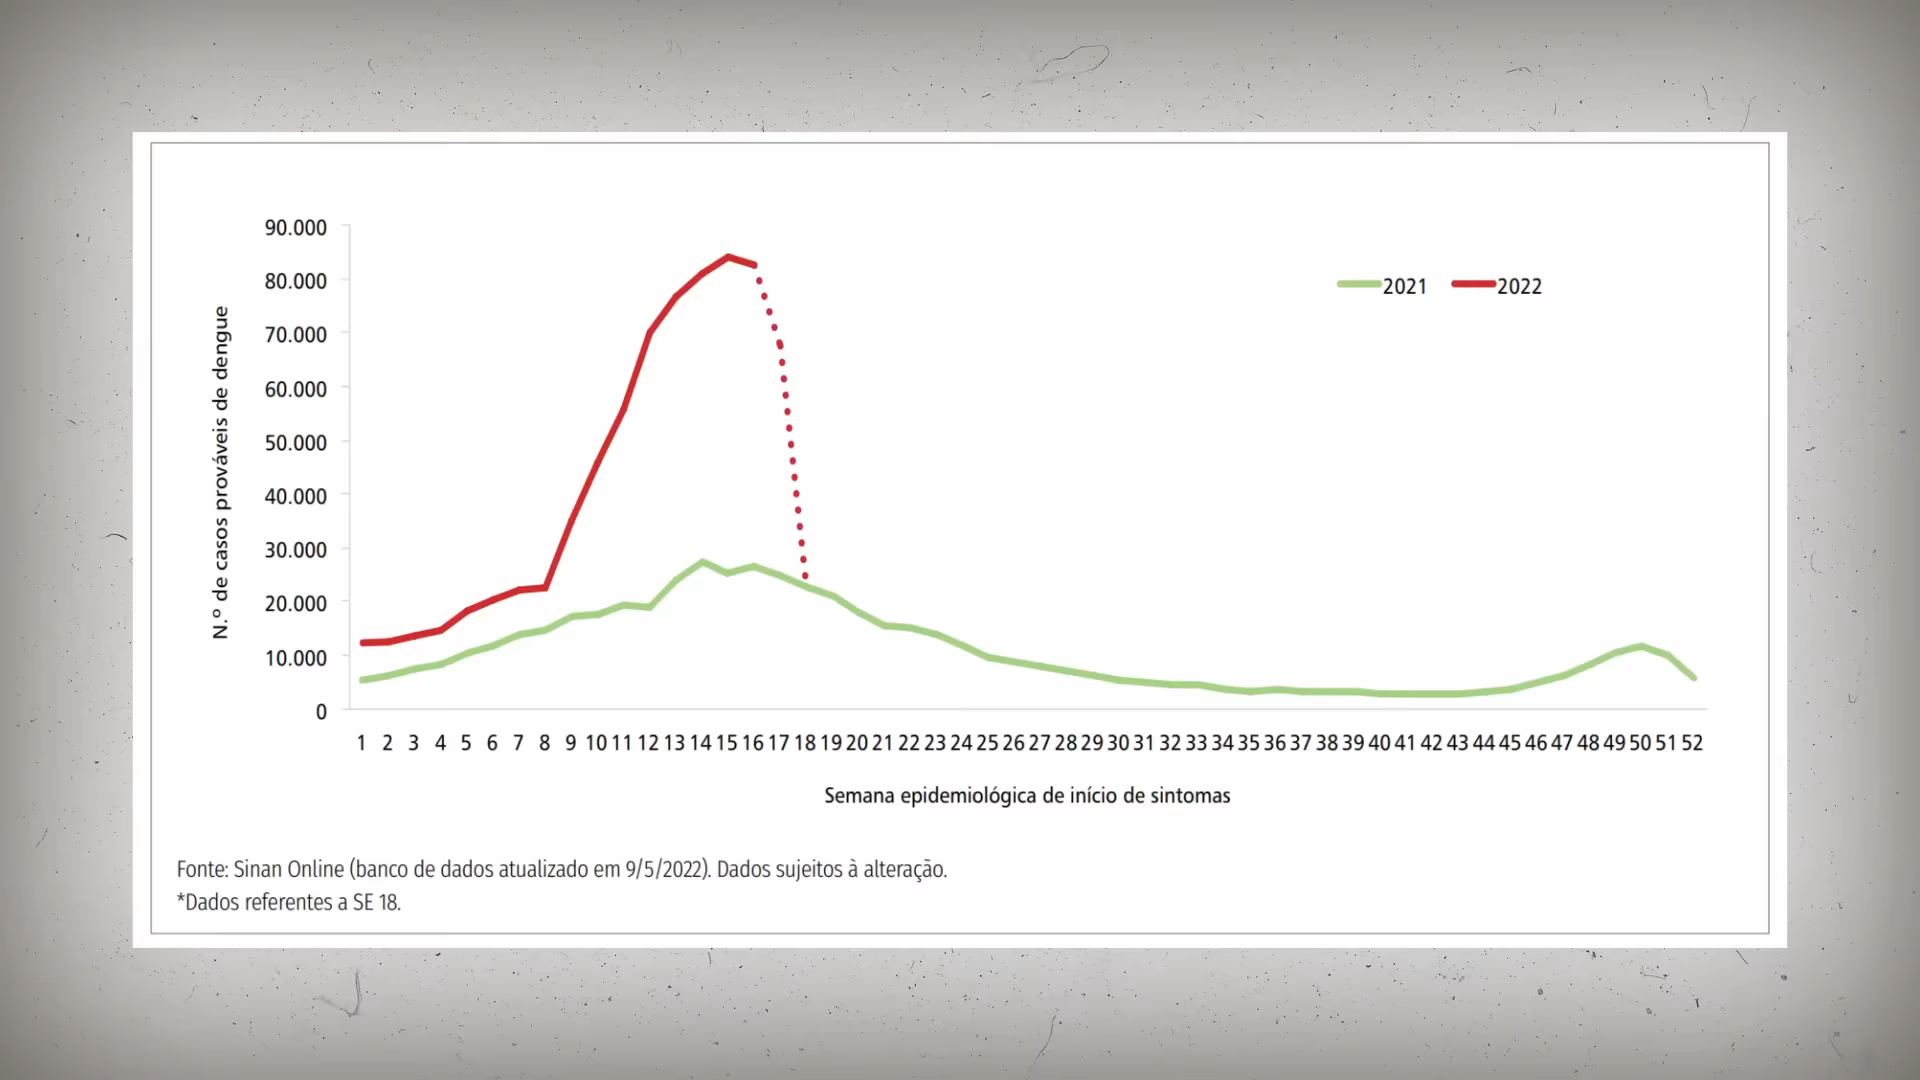 90.000
80.000
70.000
60.000
50.000
40.000
30.000
20.000
10.000
0
N.º de casos prováveis de dengue
2021 2022
1 2 3 4 5 6 7 8 9 10 11 12 13 14 15 16 17 18 19 20 21 22 23 24 25 26 27 28 29 30 31 32 33 34 35 36 37 38 39 40 41 42 43 44 45 46 47 48 49 50 51 52
Semana epidemiológica de início de sintomas
Fonte: Sinan Online (banco de dados atualizado em 9/5/2022). Dados sujeitos à alteração.
*Dados referentes a SE 18.